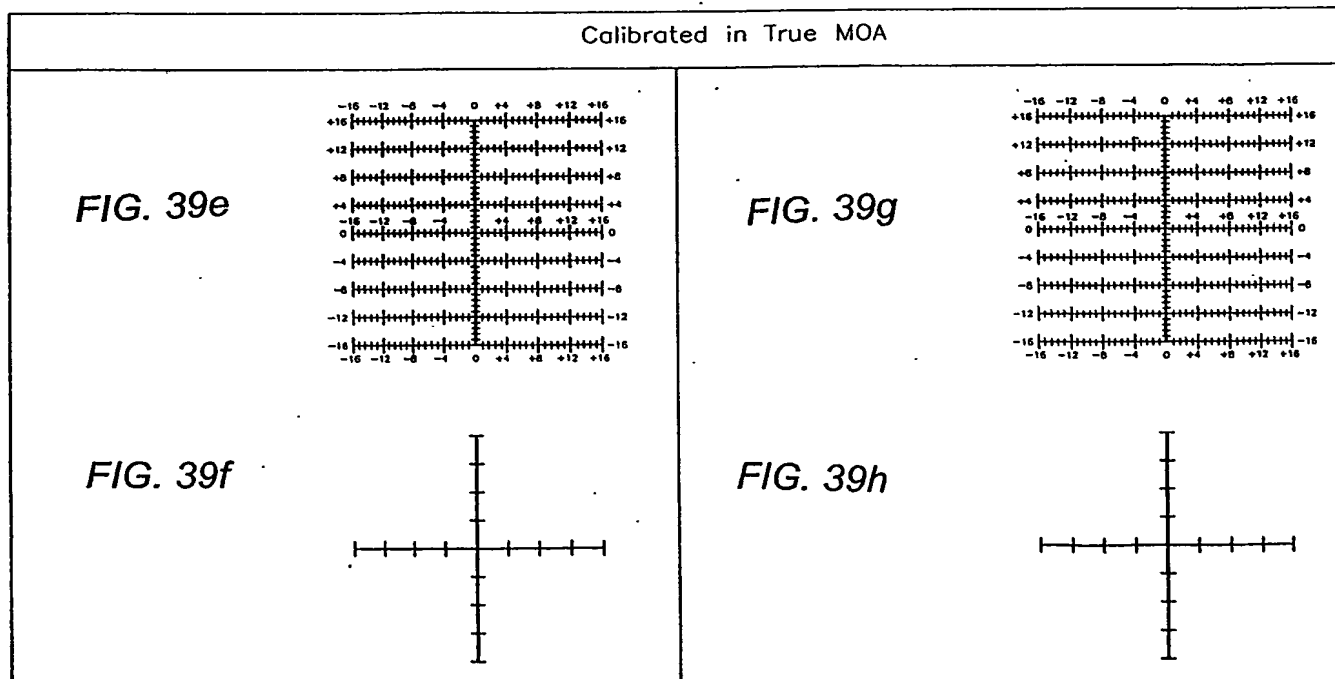 Calibrated in True MOA
FIG. 39e
-16 -12 -8 -4 0 +4 +8 +12 +16
+16 +16
+12 +12
+8 +8
+4 +4
-16 -12 -8 -4 +4 +8 +12 +16
0 0
-4 -4
-8 -8
-12 -12
-16 -16
-16 -12 -8 -4 0 +4 +8 +12 +16
FIG. 39f
FIG. 39g
-16 -12 -8 -4 0 +4 +8 +12 +16
+16 +16
+12 +12
+8 +8
+4 +4
-16 -12 -8 -4 +4 +8 +12 +16
0 0
-4 -4
-8 -8
-12 -12
-16 -16
-16 -12 -8 -4 0 +4 +8 +12 +16
FIG. 39h